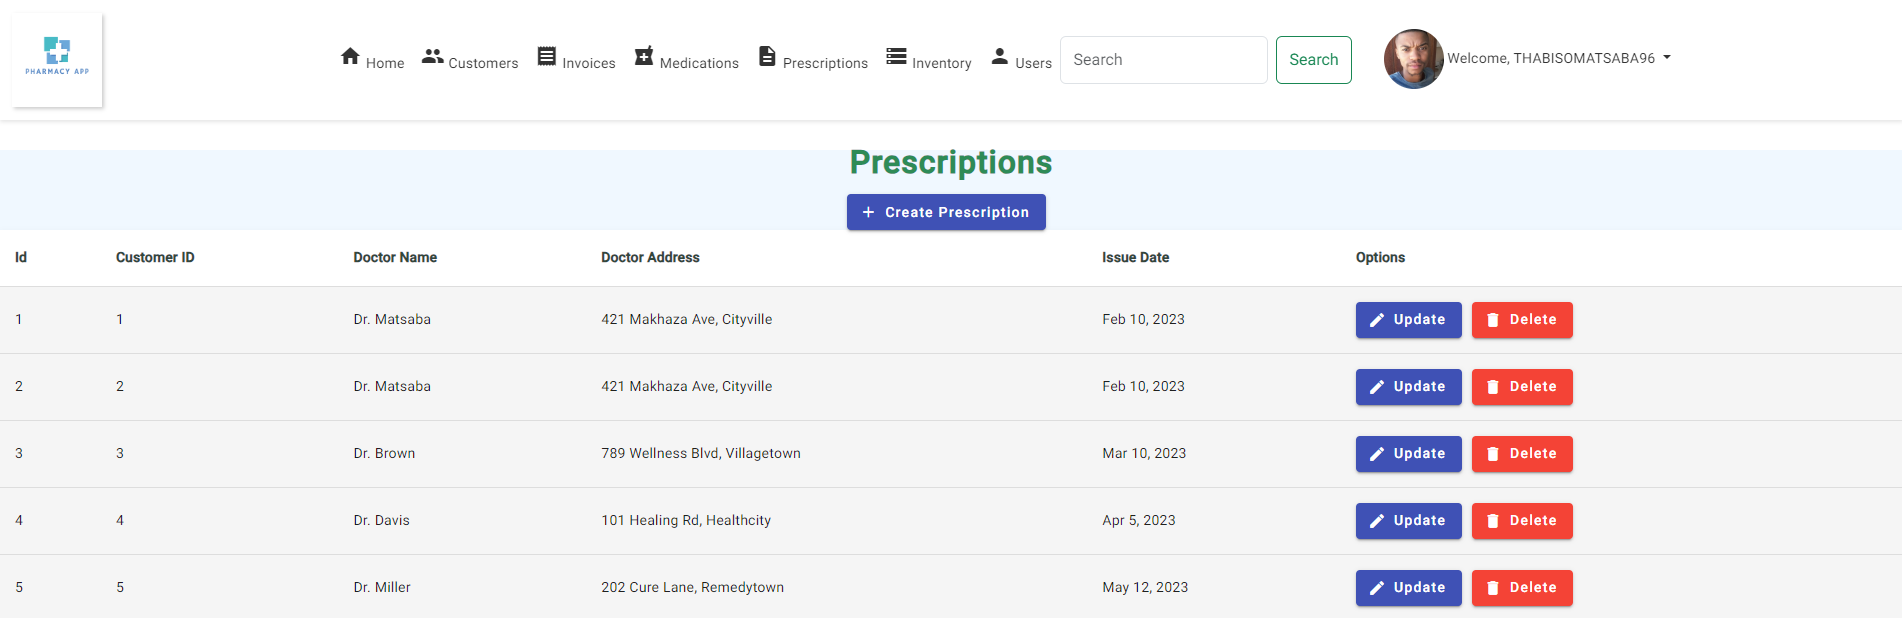 PHARMACY APP
Home Customers Invoices Medications Prescriptions Inventory Users Search Search Welcome, THABISOMATSABA96
Prescriptions
+ Create Prescription
Id Customer ID Doctor Name Doctor Address Issue Date Options
1 1 Dr. Matsaba 421 Makhaza Ave, Cityville Feb 10, 2023 Update Delete
2 2 Dr. Matsaba 421 Makhaza Ave, Cityville Feb 10, 2023 Update Delete
3 3 Dr. Brown 789 Wellness Blvd, Villagetown Mar 10, 2023 Update Delete
4 4 Dr. Davis 101 Healing Rd, Healthcity Apr 5, 2023 Update Delete
5 5 Dr. Miller 202 Cure Lane, Remedytown May 12, 2023 Update Delete